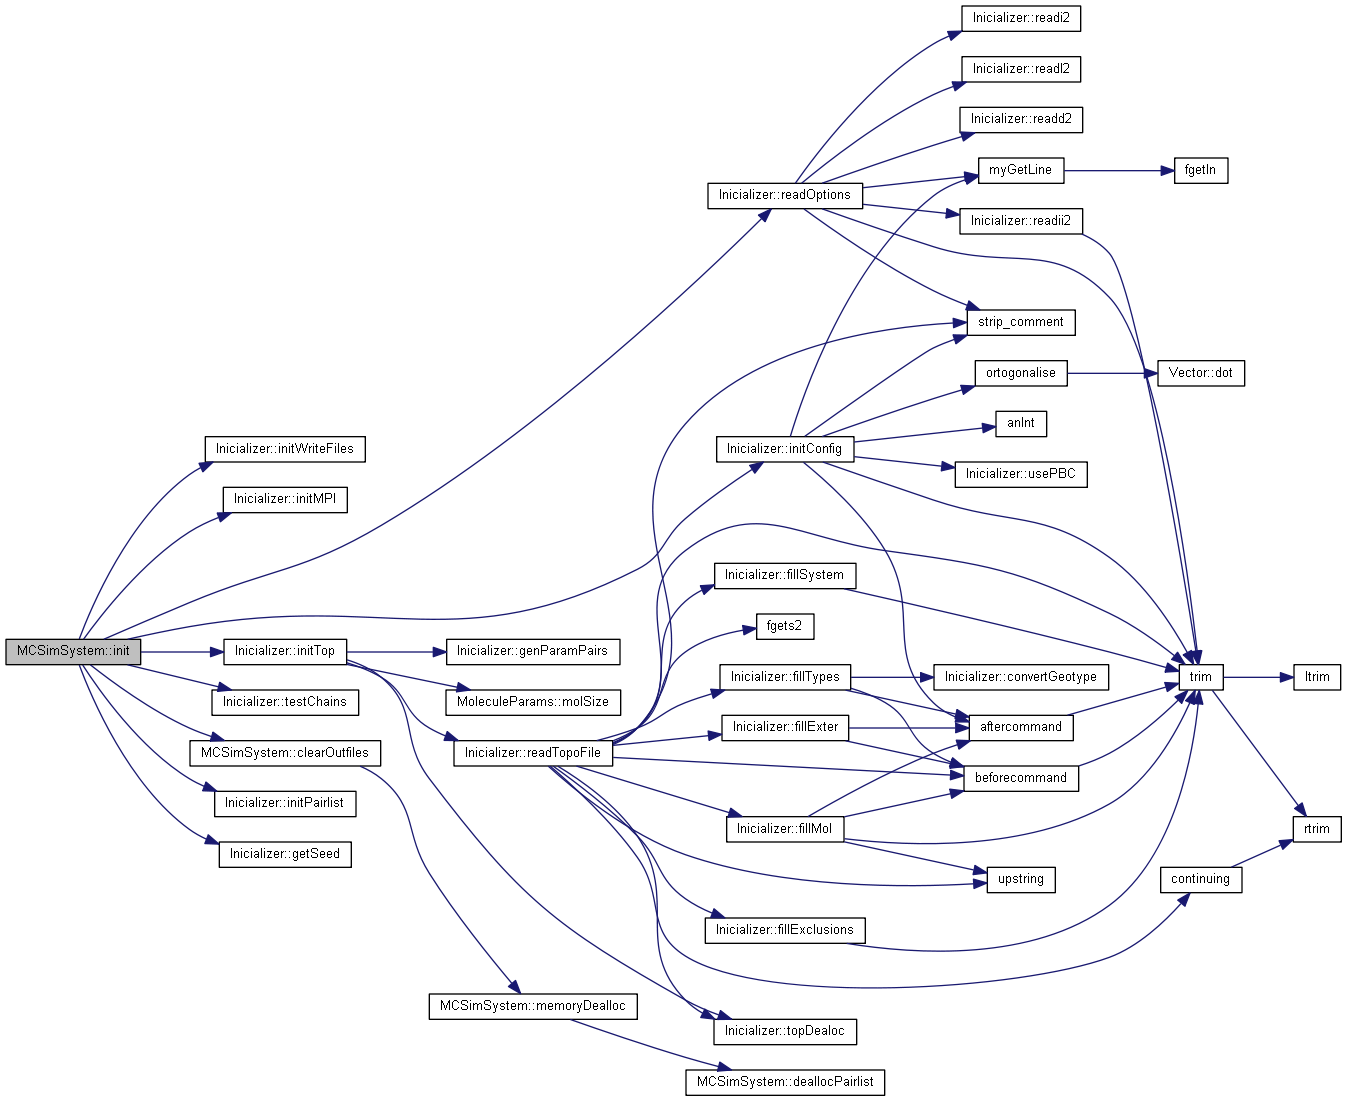 Inicializer::readi2
Inicializer::readl2
Inicializer::readd2
myGetLine
fgetln
Inicializer::readOptions
Inicializer::readii2
strip_comment
ortogonalise
Vector::dot
anInt
Inicializer::initWriteFiles
Inicializer::initConfig
Inicializer::usePBC
Inicializer::initMPI
Inicializer::fillSystem
fgets2
MCSimSystem::init
Inicializer::initTop
Inicializer::genParamPairs
Inicializer::fillTypes
Inicializer::convertGeotype
trim
ltrim
Inicializer::testChains
MoleculeParams::molSize
Inicializer::fillExter
aftercommand
MCSimSystem::clearOutfiles
Inicializer::readTopoFile
beforecommand
Inicializer::initPairlist
Inicializer::fillMol
rtrim
Inicializer::getSeed
upstring
continuing
Inicializer::fillExclusions
MCSimSystem::memoryDealloc
Inicializer::topDealoc
MCSimSystem::deallocPairlist